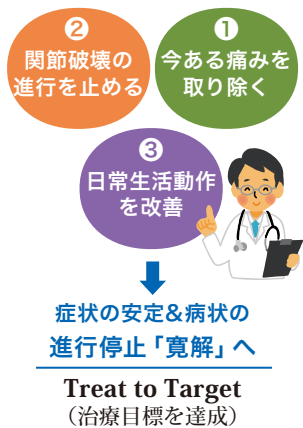 ❶
今ある痛みを
取り除く
❷
関節破壊の
進行を止める
❸
日常生活動作
を改善
症状の安定&病状の
進行停止「寛解」へ
Treat to Target
（治療目標を達成）